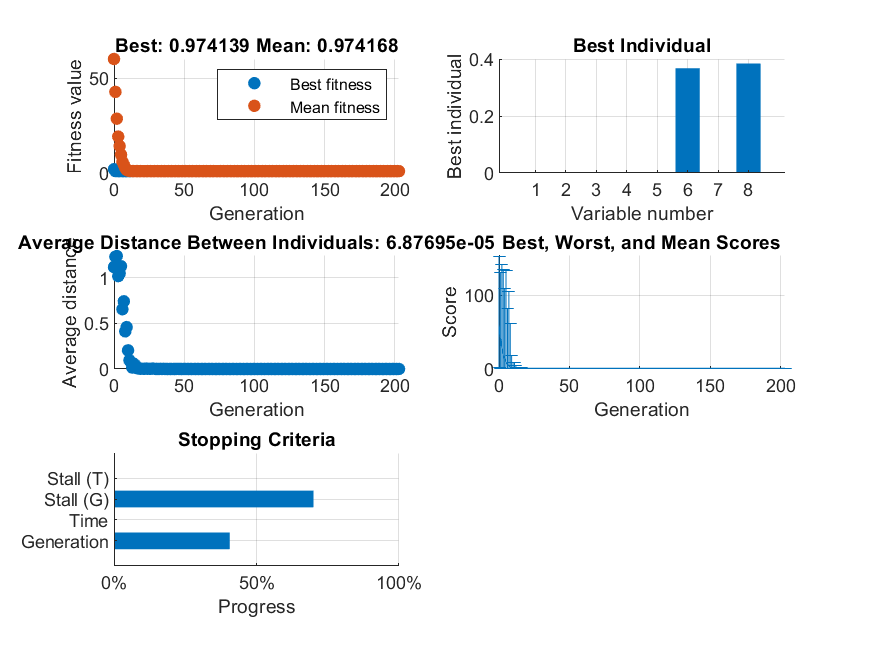 Best: 0.974139 Mean: 0.974168
Fitness value
50
0
Best fitness
Mean fitness
0 50 100 150 200
Generation
Best Individual
Best individual
0.4
0.2
0
1 2 3 4 5 6 7 8
Variable number
Average Distance Between Individuals: 6.87695e-05
Average distance
1
0.5
0
0 50 100 150 200
Generation
Best, Worst, and Mean Scores
Score
100
0
0 50 100 150 200
Generation
Stopping Criteria
Stall (T)
Stall (G)
Time
Generation
0% 50% 100%
Progress